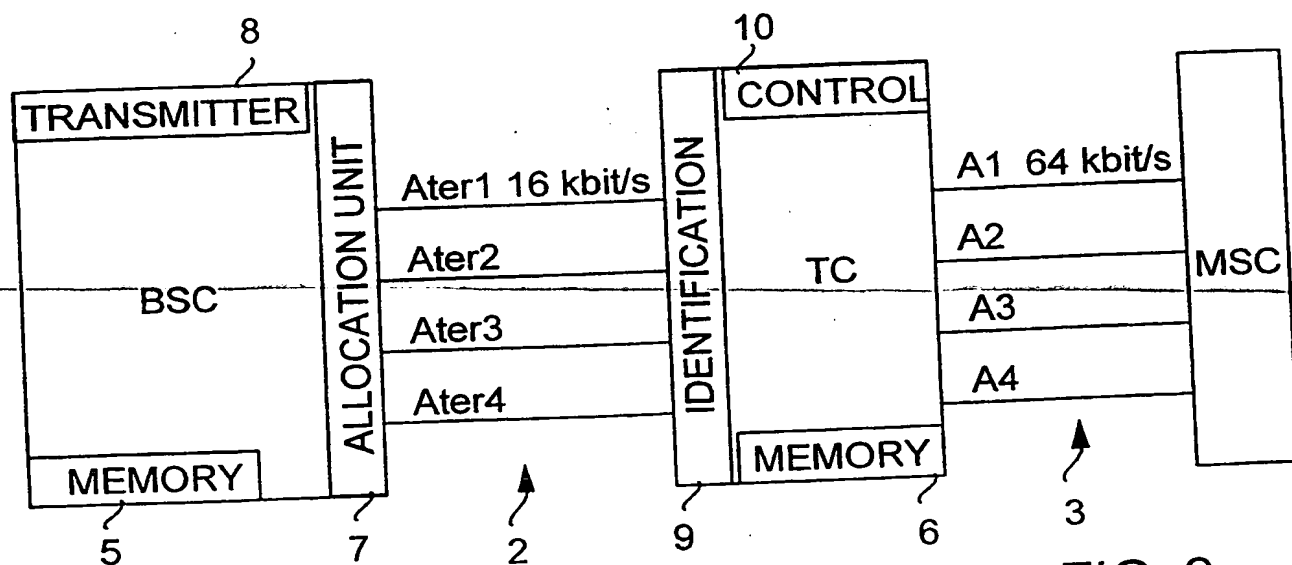 8
10
TRANSMITTER
CONTROL
ALLOCATION UNIT
IDENTIFICATION
Ater1 16 kbit/s
A1 64 kbit/s
Ater2
A2
BSC
TC
MSC
Ater3
A3
Ater4
A4
MEMORY
MEMORY
5
7
2
9
6
3